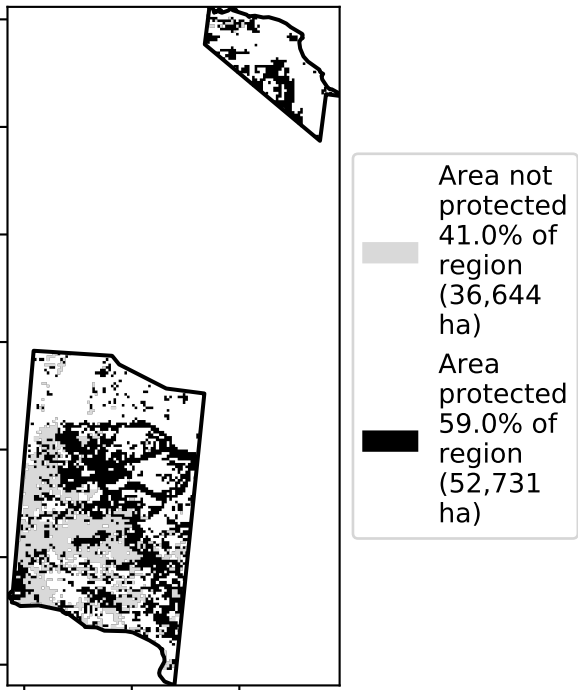 Area not
protected
41.0% of
region
(36,644
ha)
Area
protected
59.0% of
region
(52,731
ha)